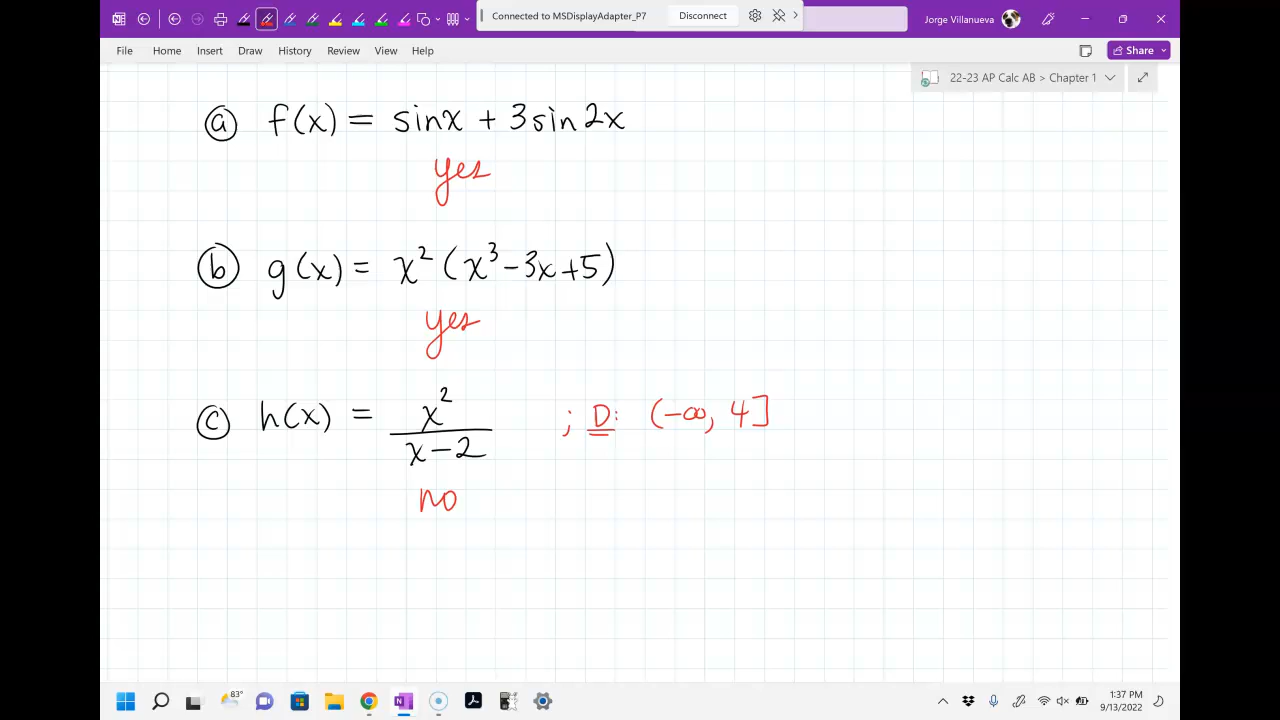 Connected to MSDisplayAdapter_P7 Disconnect
Jorge Villanueva
File Home Insert Draw History Review View Help Share
22-23 AP Calc AB > Chapter 1
ⓐ f(x) = sinx + 3sin2x
yes
ⓑ g(x) = x²(x³-3x+5)
yes
ⓒ h(x) = x²/(x-2) ; D: (-∞, 4]
no
83°
1:37 PM
9/13/2022